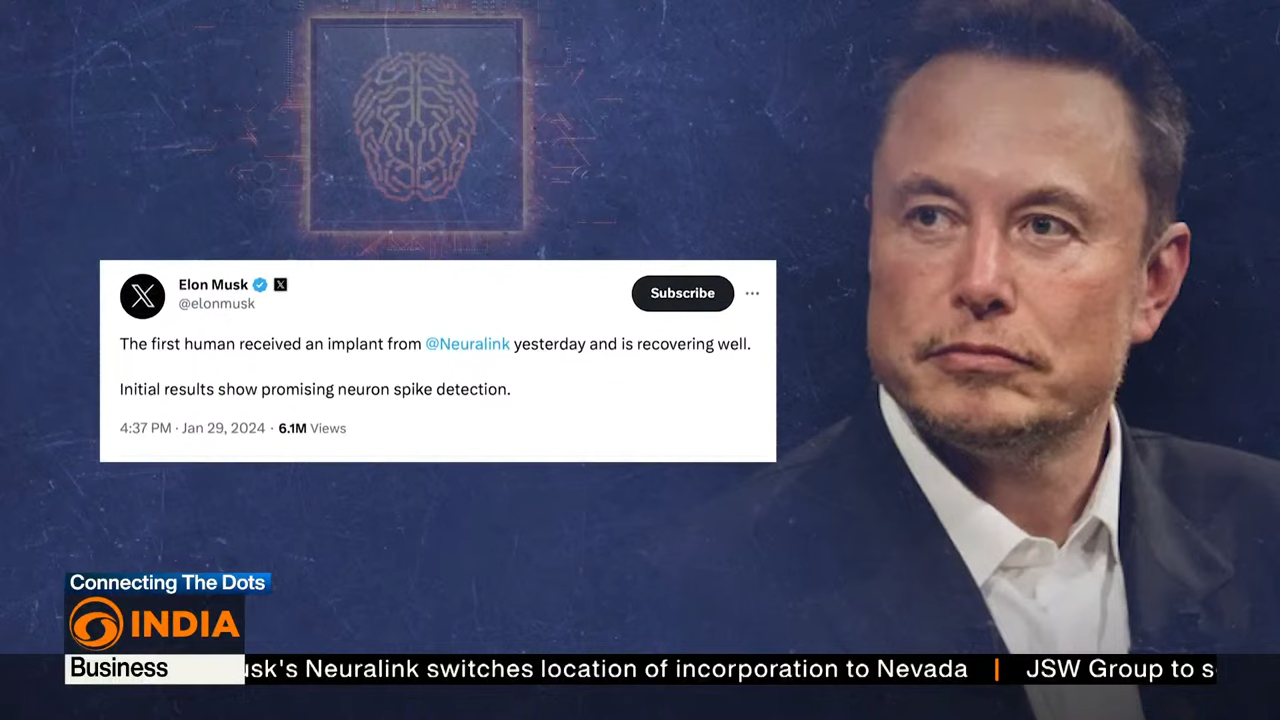 Elon Musk
@elonmusk
Subscribe
The first human received an implant from @Neuralink yesterday and is recovering well.
Initial results show promising neuron spike detection.
4:37 PM · Jan 29, 2024 · 6.1M Views
Connecting The Dots
INDIA
Business
usk's Neuralink switches location of incorporation to Nevada | JSW Group to s